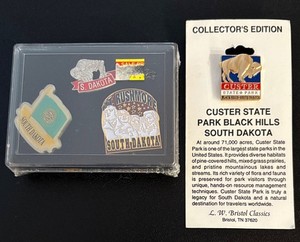 COLLECTOR'S EDITION
CUSTER
STATE PARK
CUSTER STATE
PARK BLACK HILLS
SOUTH DAKOTA
At around 71,000 acres, Custer State
Park is one of the largest state parks in the
United States. It provides diverse habitats
of pine-covered hills, mixed grass prairies,
and pristine mountain lakes and
streams. Its rich variety of flora and fauna is
preserved for park visitors through
unique, hands-on resource management
techniques. Custer State Park is truly a
legacy for South Dakota and a natural
destination for travelers worldwide.
L. W. Bristol Classics
Bristol, TN 37620
S. DAKOTA
RUSHMORE
SOUTH DAKOTA